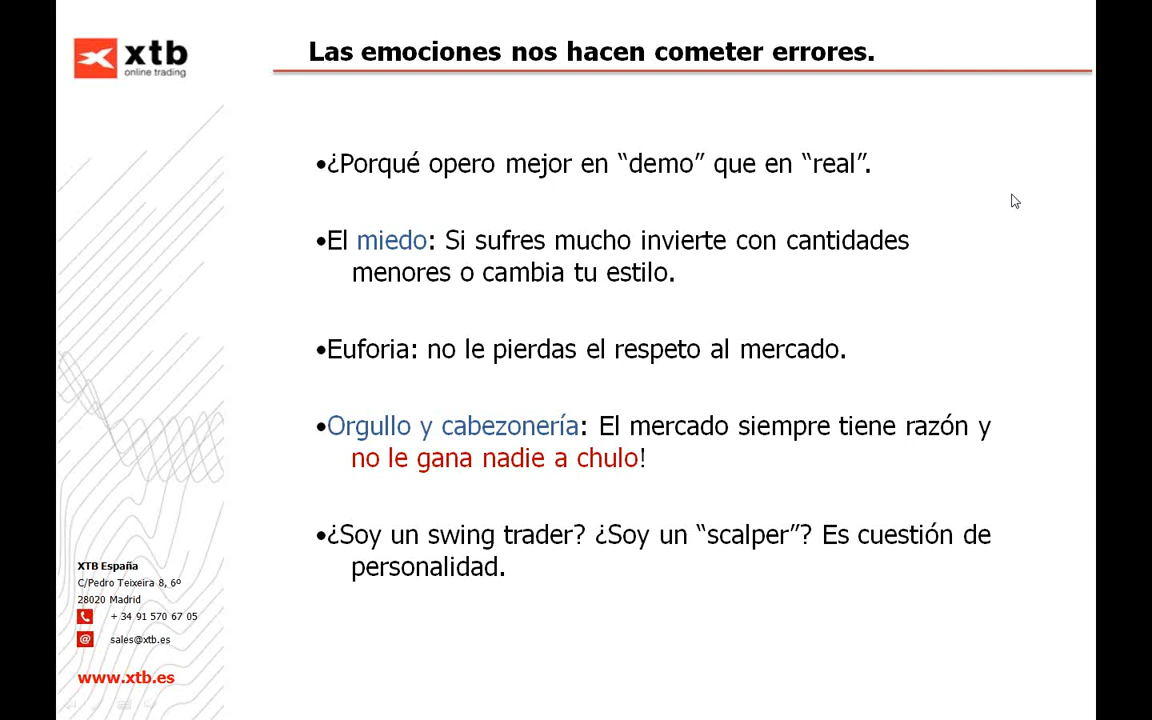 xtb
online trading
Las emociones nos hacen cometer errores.
•¿Porqué opero mejor en “demo” que en “real”.
•El miedo: Si sufres mucho invierte con cantidades
menores o cambia tu estilo.
•Euforia: no le pierdas el respeto al mercado.
•Orgullo y cabezonería: El mercado siempre tiene razón y
no le gana nadie a chulo!
•¿Soy un swing trader? ¿Soy un “scalper”? Es cuestión de
personalidad.
XTB España
C/Pedro Teixeira 8, 6º
28020 Madrid
+ 34 91 570 67 05
@ sales@xtb.es
www.xtb.es